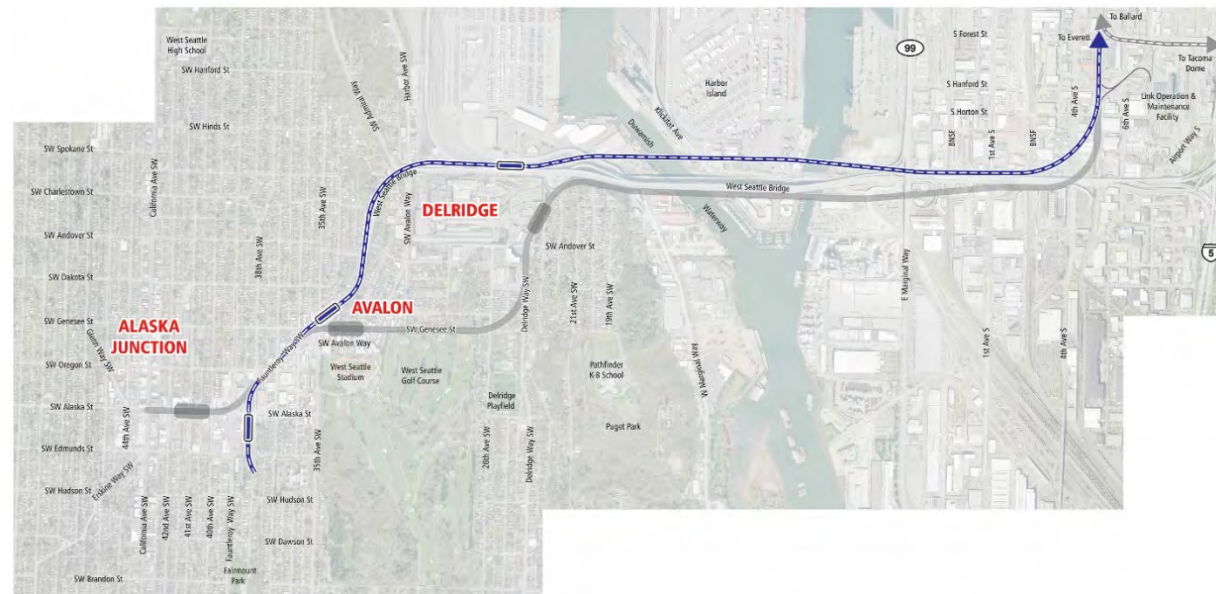 West Seattle
High School
SW Hanford St
SW Hinds St
SW Spokane St
SW Charlestown St
SW Andover St
SW Dakota St
SW Genesee St
SW Oregon St
SW Alaska St
SW Edmunds St
SW Hudson St
SW Brandon St
California Ave SW
Glenn Way SW
44th Ave SW
Erskine Way SW
ALASKA
JUNCTION
38th Ave SW
35th Ave SW
SW Admiral Way
Harbor Ave SW
West Seattle Bridge
SW Avalon Way
DELRIDGE
AVALON
Fauntleroy Way SW
SW Avalon Way
SW Genesee St
West Seattle
Stadium
West Seattle
Golf Course
SW Alaska St
35th Ave SW
SW Hudson St
SW Dawson St
California Ave SW
42nd Ave SW
41st Ave SW
40th Ave SW
Fauntleroy Way SW
Fairmount
Park
Delridge
Playfield
26th Ave SW
Delridge Way SW
Delridge Way SW
SW Andover St
21st Ave SW
19th Ave SW
Pathfinder
K-8 School
Puget Park
W Marginal Way
Duwamish
Waterway
Klickitat Ave
Harbor
Island
West Seattle Bridge
99
E Marginal Way
S Forest St
S Hanford St
S Horton St
BNSF
1st Ave S
BNSF
4th Ave S
6th Ave S
To Ballard
To Everett
To Tacoma
Dome
Link Operation &
Maintenance
Facility
Airport Way S
5
1st Ave S
4th Ave S